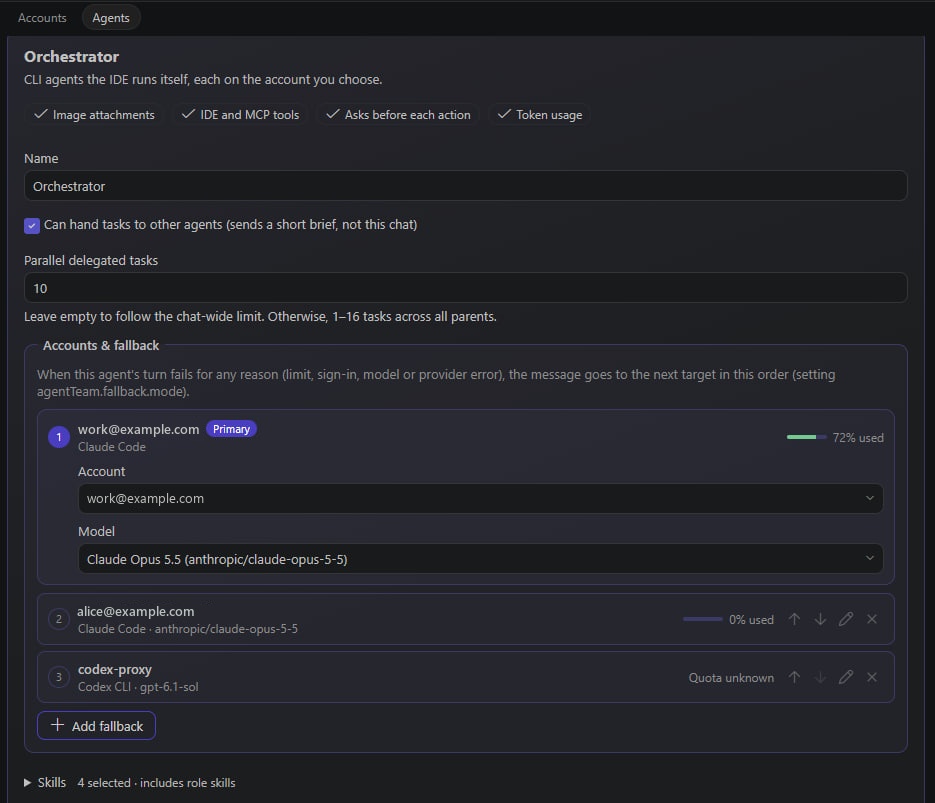 Accounts
Agents
Orchestrator
CLI agents the IDE runs itself, each on the account you choose.
Image attachments
IDE and MCP tools
Asks before each action
Token usage
Name
Orchestrator
Can hand tasks to other agents (sends a short brief, not this chat)
Parallel delegated tasks
10
Leave empty to follow the chat-wide limit. Otherwise, 1–16 tasks across all parents.
Accounts & fallback
When this agent's turn fails for any reason (limit, sign-in, model or provider error), the message goes to the next target in this order (setting
agentTeam.fallback.mode).
1
work@example.com
Primary
Claude Code
72% used
Account
work@example.com
Model
Claude Opus 5.5 (anthropic/claude-opus-5-5)
2
alice@example.com
Claude Code · anthropic/claude-opus-5-5
0% used
3
codex-proxy
Codex CLI · gpt-6.1-sol
Quota unknown
Add fallback
Skills
4 selected · includes role skills